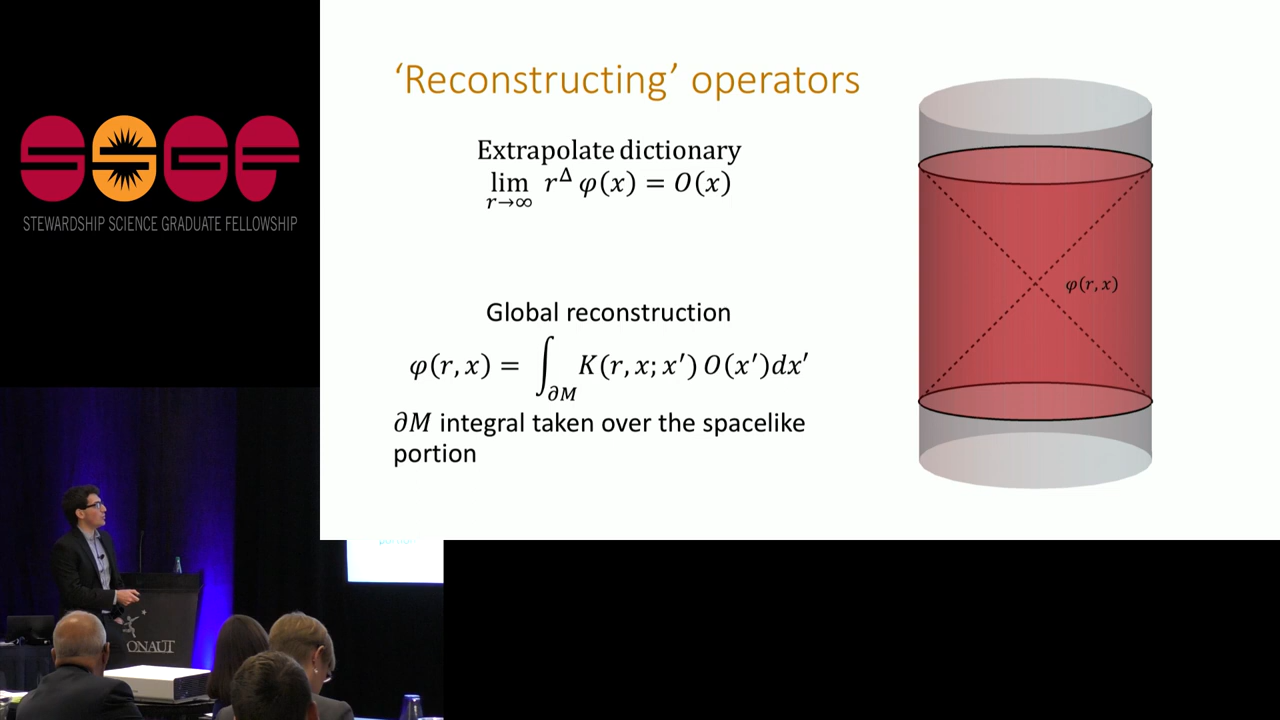 SSGF
STEWARDSHIP SCIENCE GRADUATE FELLOWSHIP
‘Reconstructing’ operators
Extrapolate dictionary
lim r→∞ r^Δ φ(x) = O(x)
Global reconstruction
φ(r, x) = ∫_∂M K(r, x; x′) O(x′)dx′
∂M integral taken over the spacelike
portion
φ(r, x)
portion
ONAUT